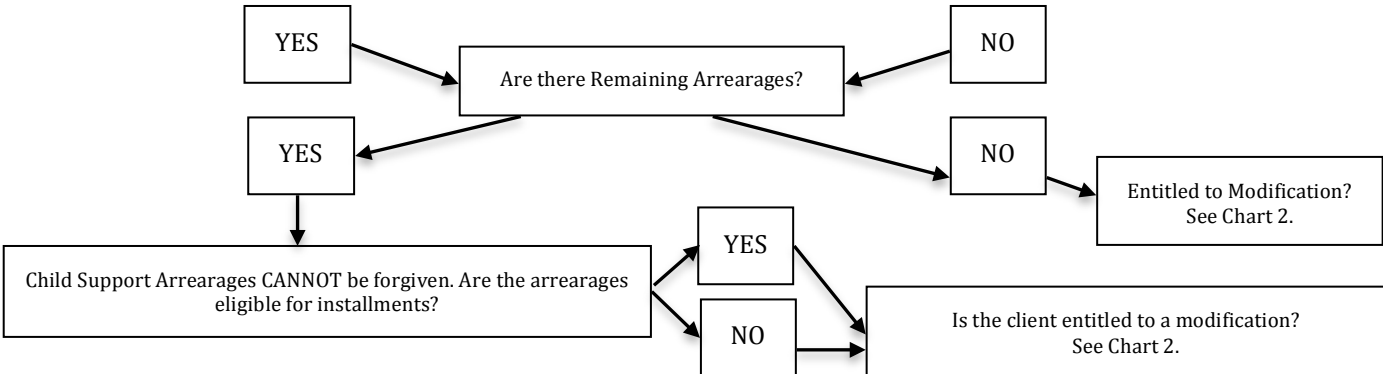 YES
NO
Are there Remaining Arrearages?
YES
NO
Entitled to Modification?
See Chart 2.
Child Support Arrearages CANNOT be forgiven. Are the arrearages
eligible for installments?
YES
NO
Is the client entitled to a modification?
See Chart 2.